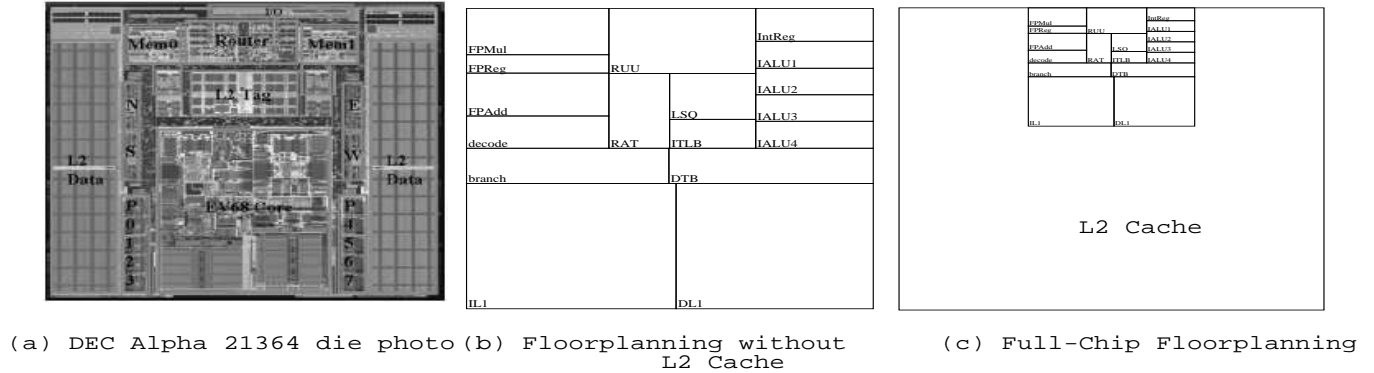 I/O
Mem0 Router Mem1
L2 Tag
N E
S W
L2 Data
L2 Data
EV68 Core
P 0 1 2 3
P 4 5 6 7
FPMul
FPReg
FPAdd
decode
branch
RUU
RAT
LSQ
ITLB
DTB
IntReg
IALU1
IALU2
IALU3
IALU4
IL1
DL1
FPMul
FPReg
FPAdd
decode
branch
RUU
RAT
LSQ
ITLB
DTB
IntReg
IALU1
IALU2
IALU3
IALU4
IL1
DL1
L2 Cache
(a) DEC Alpha 21364 die photo
(b) Floorplanning without
L2 Cache
(c) Full-Chip Floorplanning